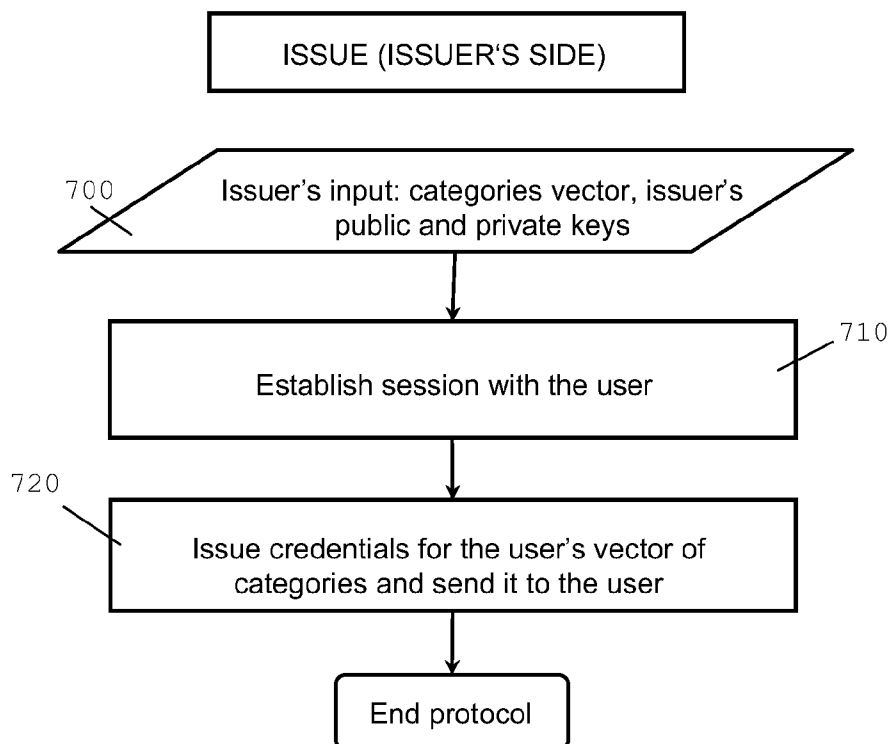 ISSUE (ISSUER‘S SIDE)
700
Issuer’s input: categories vector, issuer’s
public and private keys
710
Establish session with the user
720
Issue credentials for the user’s vector of
categories and send it to the user
End protocol